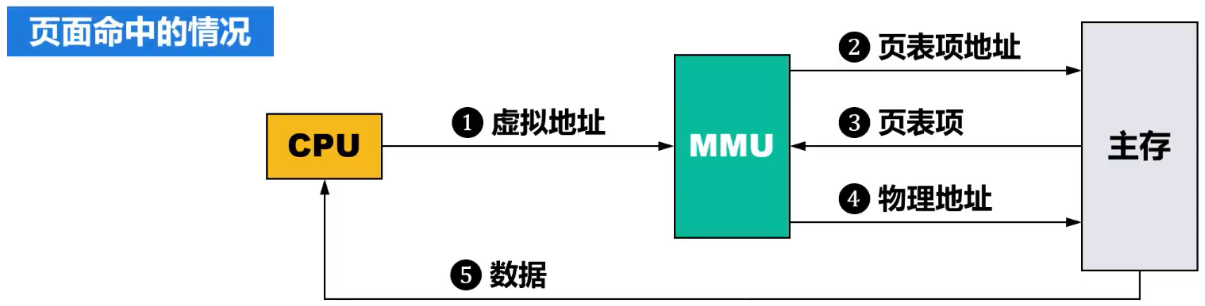 页面命中的情况
❷ 页表项地址
❶ 虚拟地址
❸ 页表项
CPU
MMU
主存
❹ 物理地址
❺ 数据